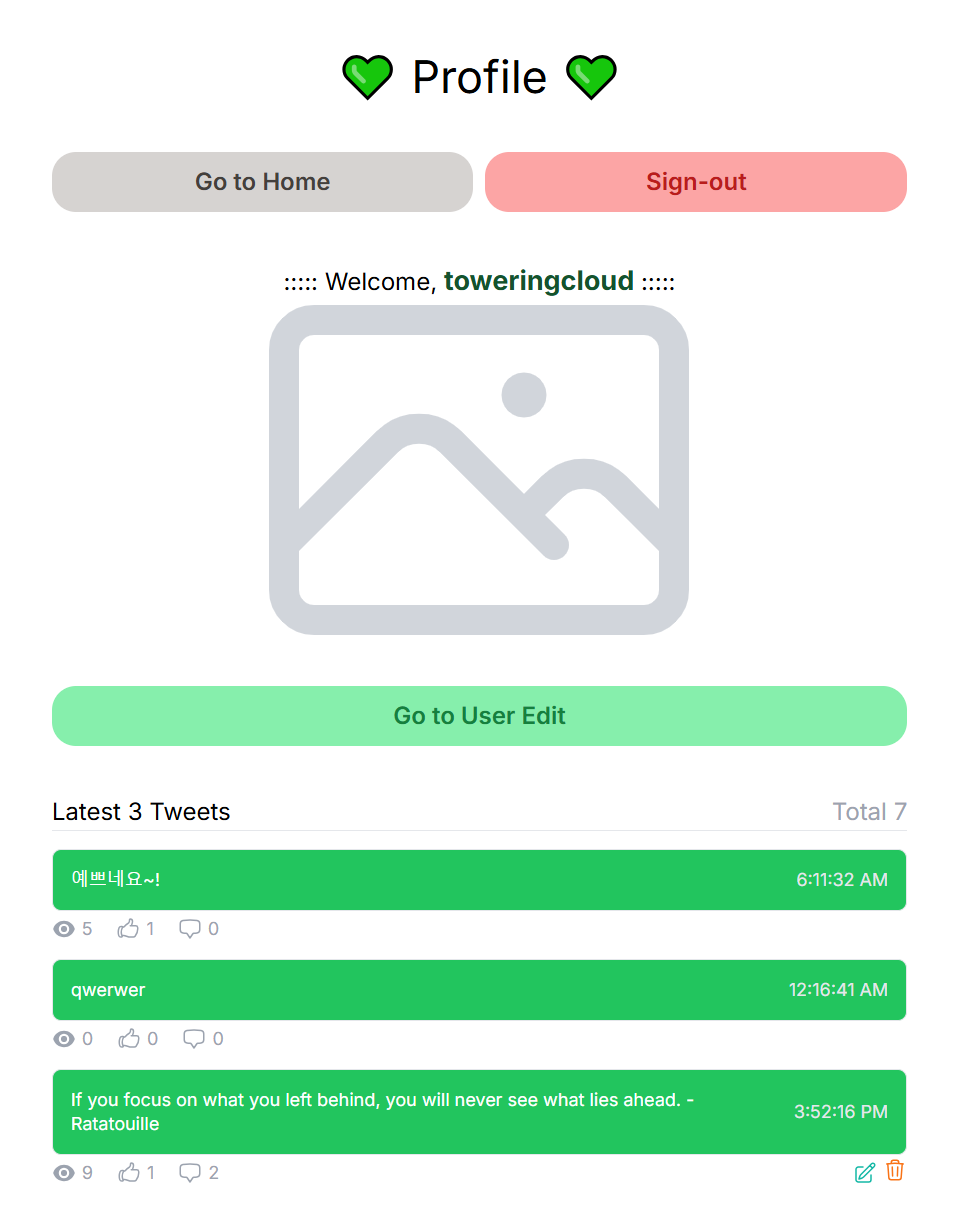 💚 Profile 💚
Go to Home
Sign-out
::::: Welcome, toweringcloud :::::
Go to User Edit
Latest 3 Tweets
Total 7
예쁘네요~!
6:11:32 AM
5 1 0
qwerwer
12:16:41 AM
0 0 0
If you focus on what you left behind, you will never see what lies ahead. -
Ratatouille
3:52:16 PM
9 1 2